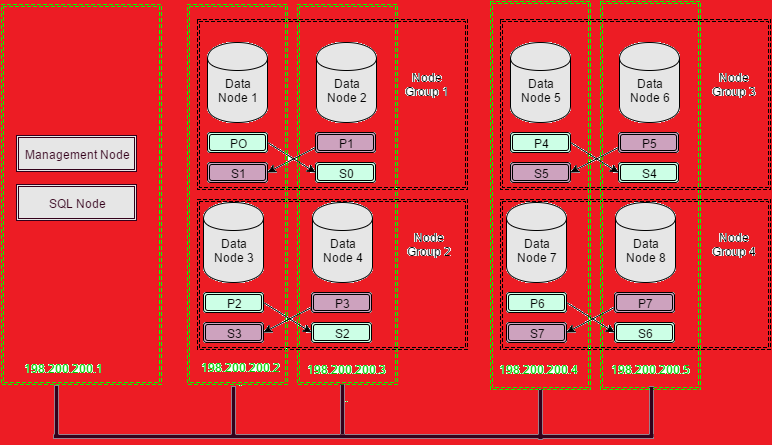 Data
Node 1
Data
Node 2
Node
Group 1
PO
P1
S1
S0
Data
Node 5
Data
Node 6
Node
Group 3
P4
P5
S5
S4
Management Node
SQL Node
Data
Node 3
Data
Node 4
Node
Group 2
P2
P3
S3
S2
Data
Node 7
Data
Node 8
Node
Group 4
P6
P7
S7
S6
198.200.200.1
198.200.200.2
198.200.200.3
198.200.200.4
198.200.200.5